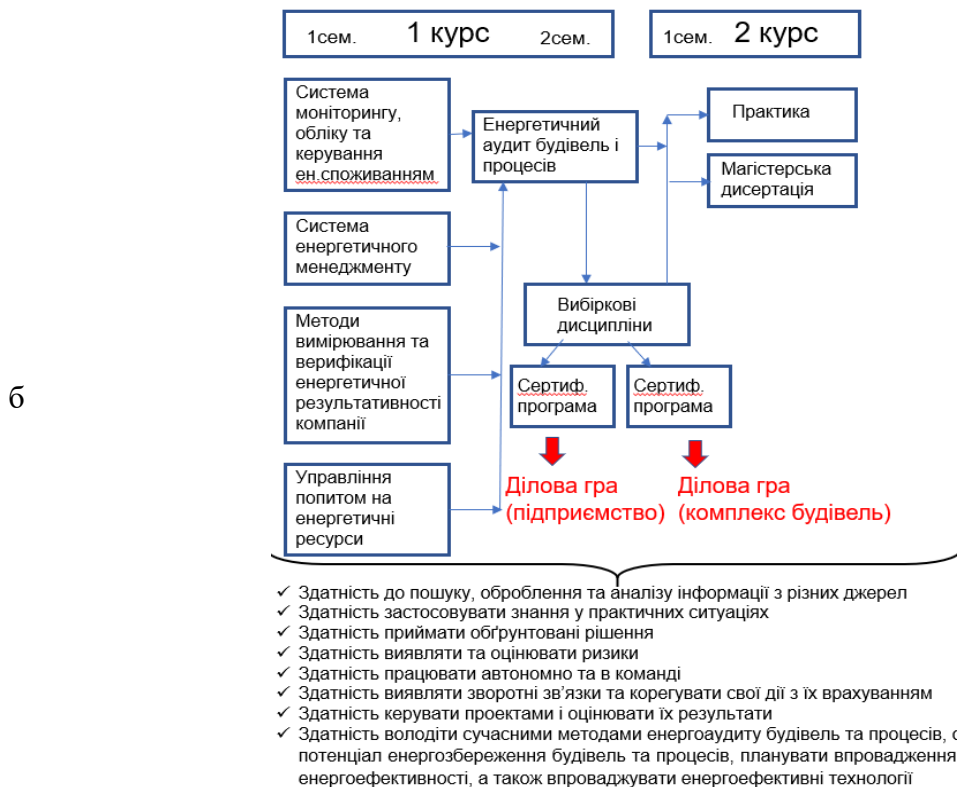 1сем. 1 курс 2сем.
1сем. 2 курс
Система
моніторингу,
обліку та
керування
ен.споживанням
Енергетичний
аудит будівель і
процесів
Практика
Магістерська
дисертація
Система
енергетичного
менеджменту
Вибіркові
дисципліни
Методи
вимірювання та
верифікації
енергетичної
результативності
компанії
Сертиф.
програма
Сертиф.
програма
б
Управління
попитом на
енергетичні
ресурси
Ділова гра
(підприємство)
Ділова гра
(комплекс будівель)
✓ Здатність до пошуку, оброблення та аналізу інформації з різних джерел
✓ Здатність застосовувати знання у практичних ситуаціях
✓ Здатність приймати обґрунтовані рішення
✓ Здатність виявляти та оцінювати ризики
✓ Здатність працювати автономно та в команді
✓ Здатність виявляти зворотні зв’язки та корегувати свої дії з їх врахуванням
✓ Здатність керувати проектами і оцінювати їх результати
✓ Здатність володіти сучасними методами енергоаудиту будівель та процесів,
потенціал енергозбереження будівель та процесів, планувати впровадження
енергоефективності, а також впроваджувати енергоефективні технології